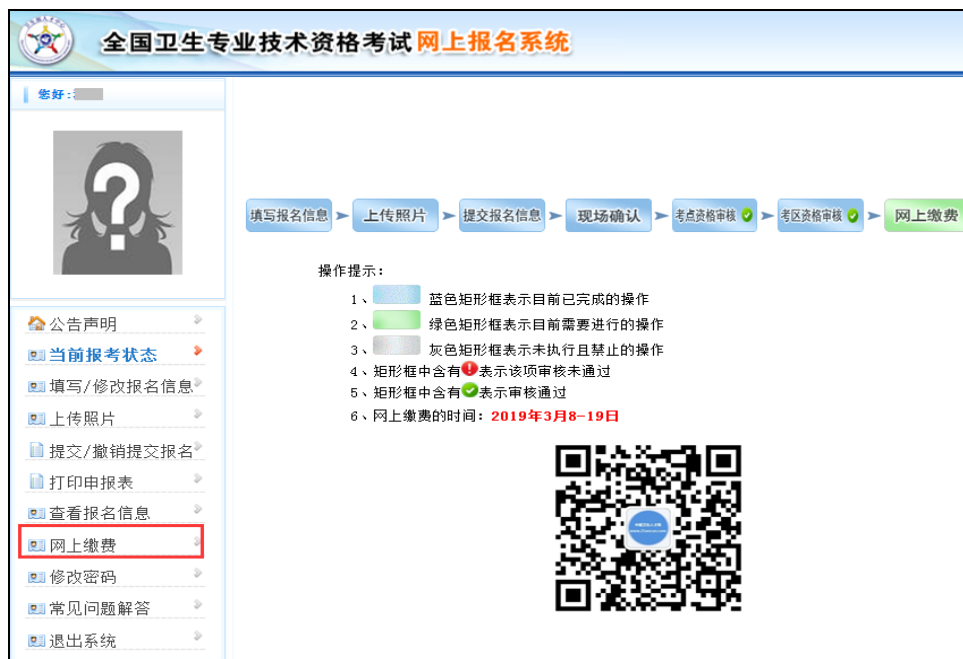 全国卫生专业技术资格考试网上报名系统
您好:
填写报名信息
上传照片
提交报名信息
现场确认
考点资格审核
考区资格审核
网上缴费
操作提示:
1、 蓝色矩形框表示目前已完成的操作
2、 绿色矩形框表示目前需要进行的操作
3、 灰色矩形框表示未执行且禁止的操作
4、矩形框中含有表示该项审核未通过
5、矩形框中含有表示审核通过
6、网上缴费的时间: 2019年3月8-19日
公告声明
当前报考状态
填写/修改报名信息
上传照片
提交/撤销提交报名
打印申报表
查看报名信息
网上缴费
修改密码
常见问题解答
退出系统